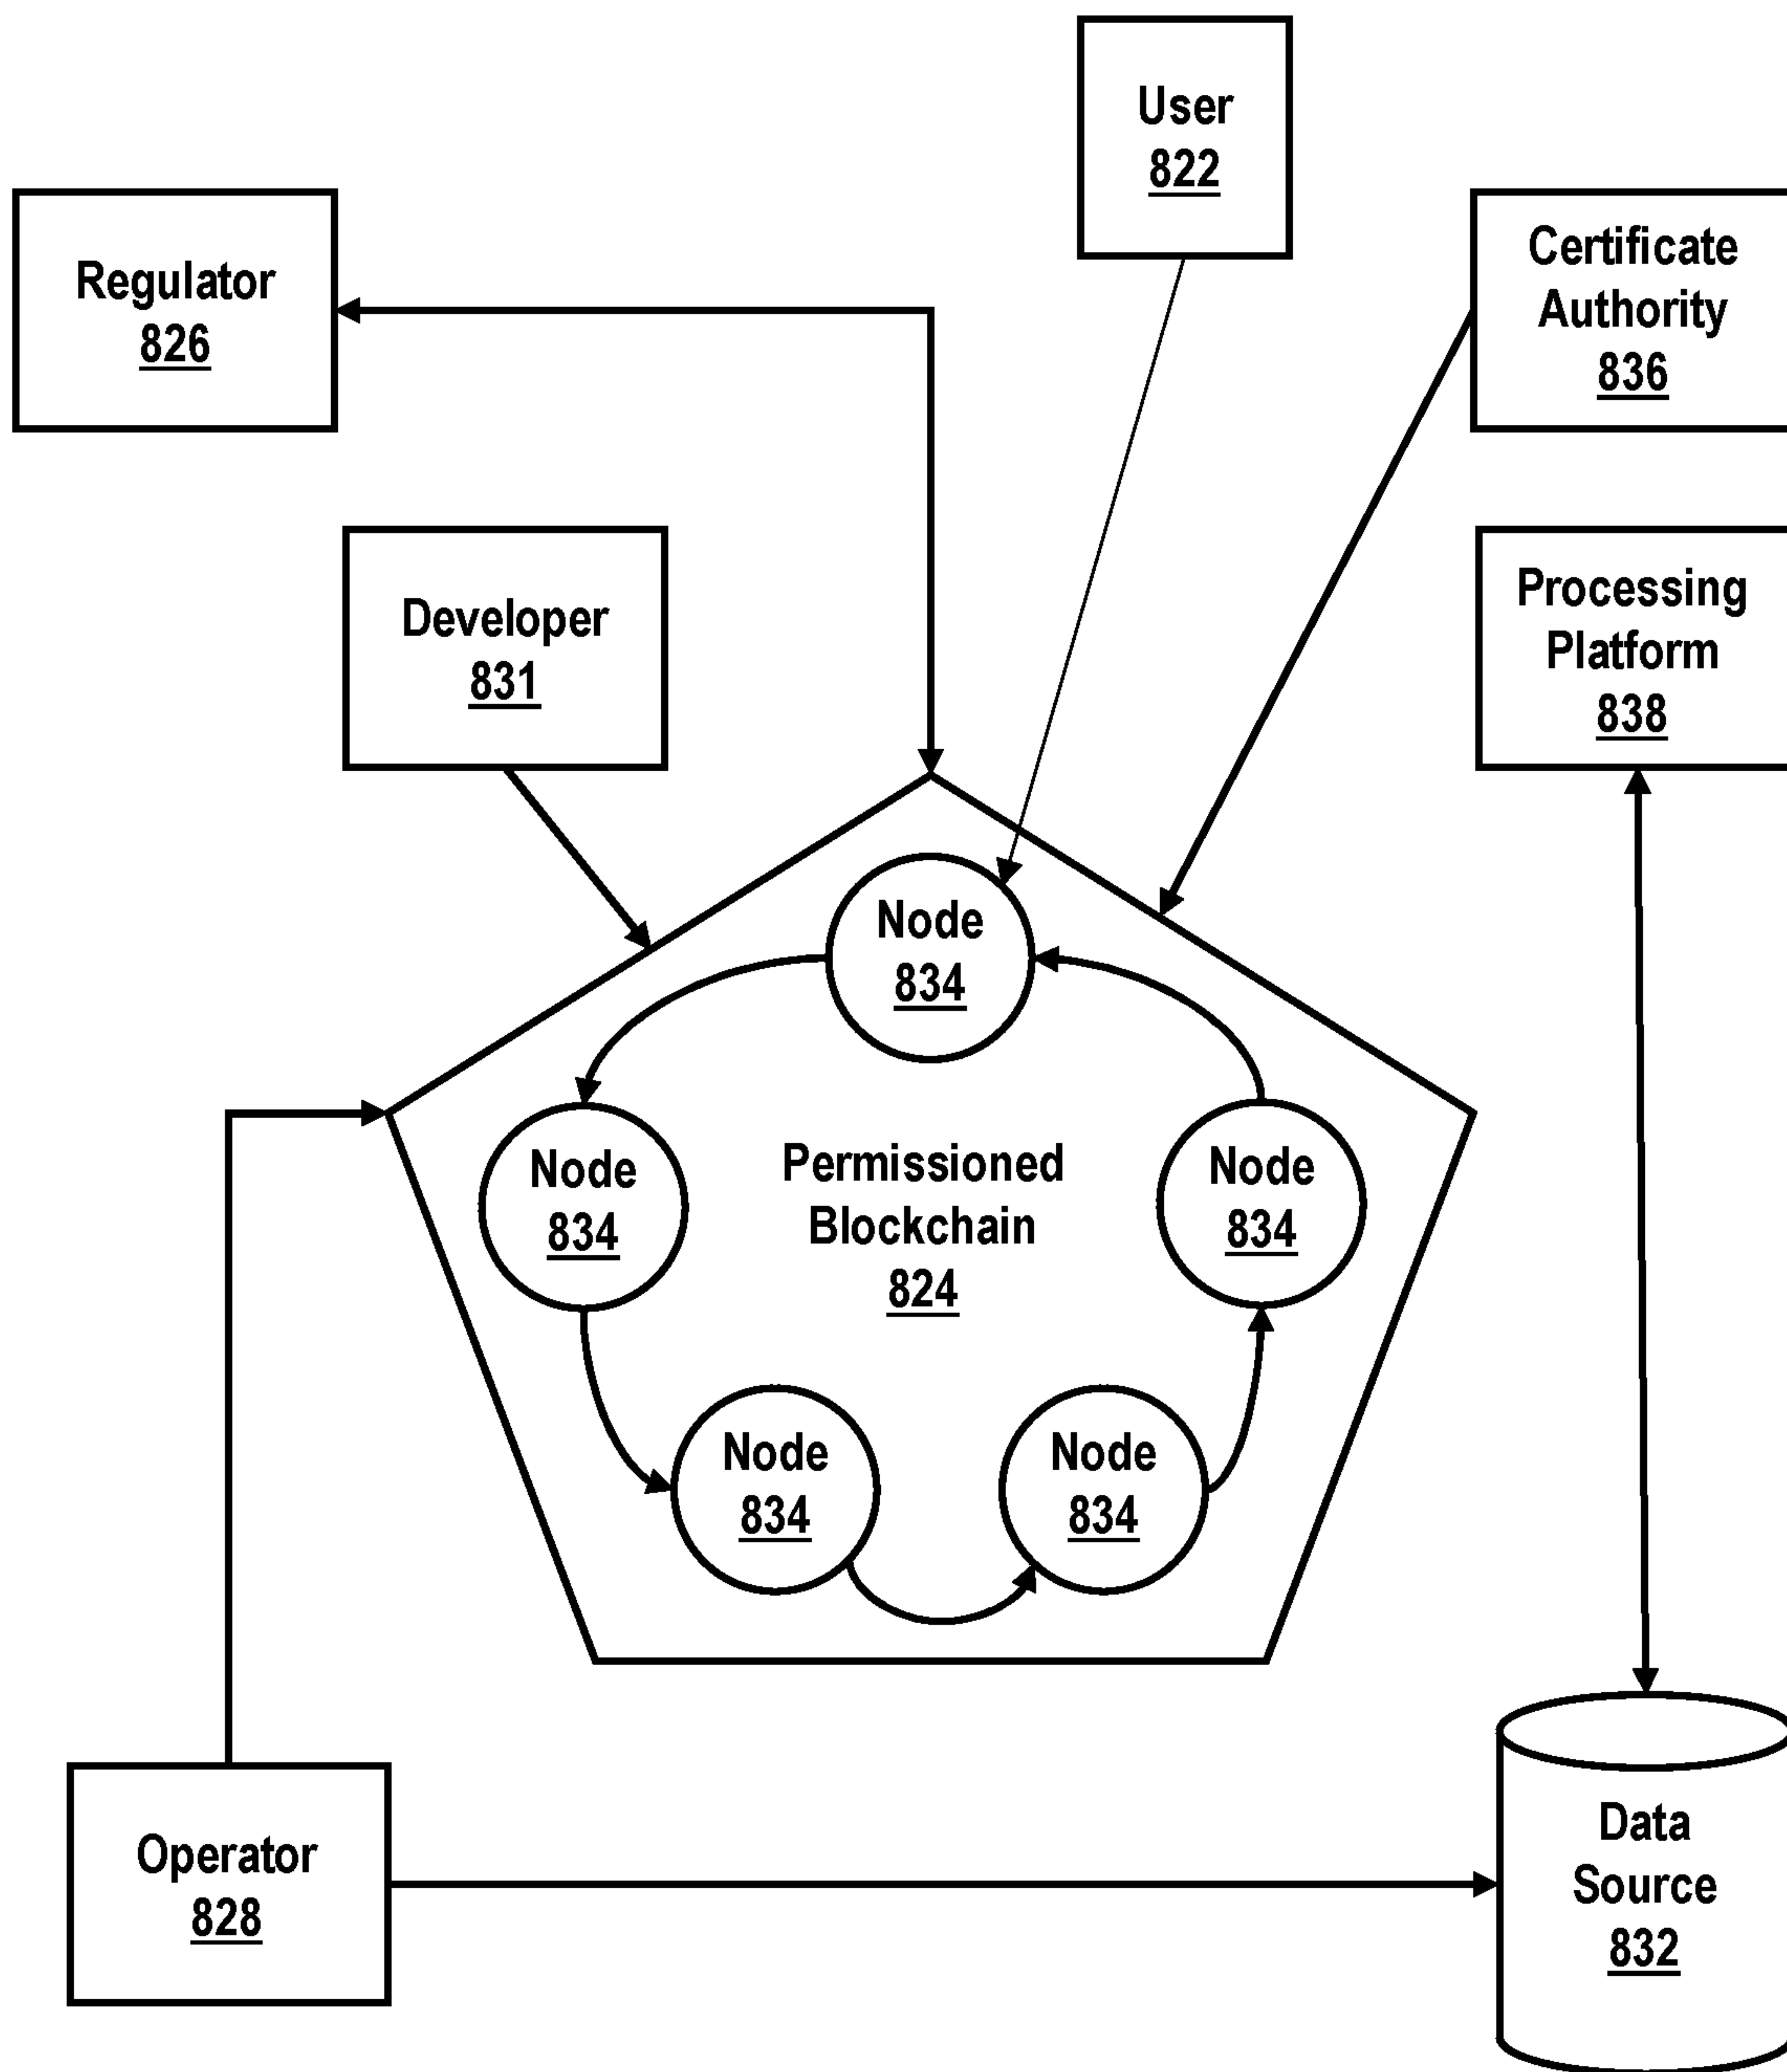 User
822
Regulator
826
Certificate
Authority
836
Developer
831
Processing
Platform
838
Node
834
Node
834
Permissioned
Blockchain
824
Node
834
Node
834
Node
834
Operator
828
Data
Source
832